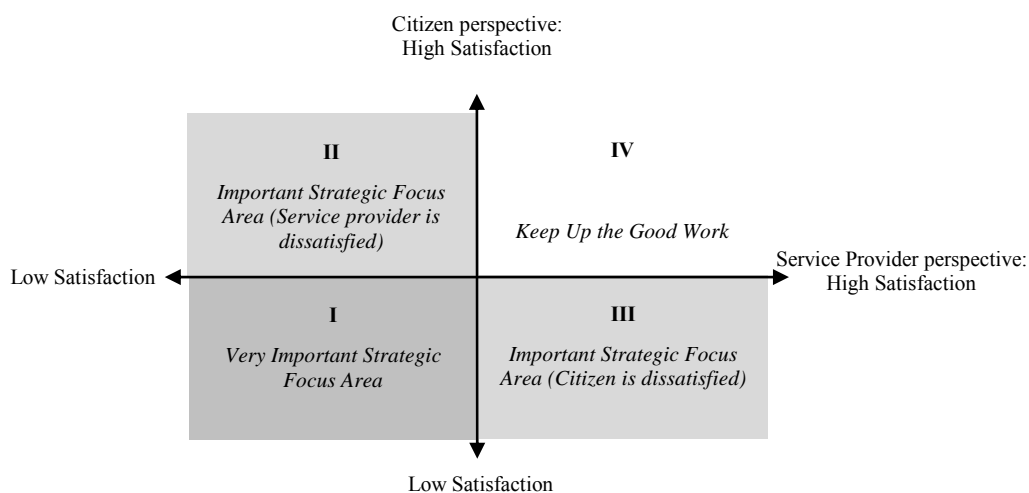 Citizen perspective:
High Satisfaction
II
Important Strategic Focus
Area (Service provider is
dissatisfied)
IV
Keep Up the Good Work
Low Satisfaction
Service Provider perspective:
High Satisfaction
I
Very Important Strategic
Focus Area
III
Important Strategic Focus
Area (Citizen is dissatisfied)
Low Satisfaction